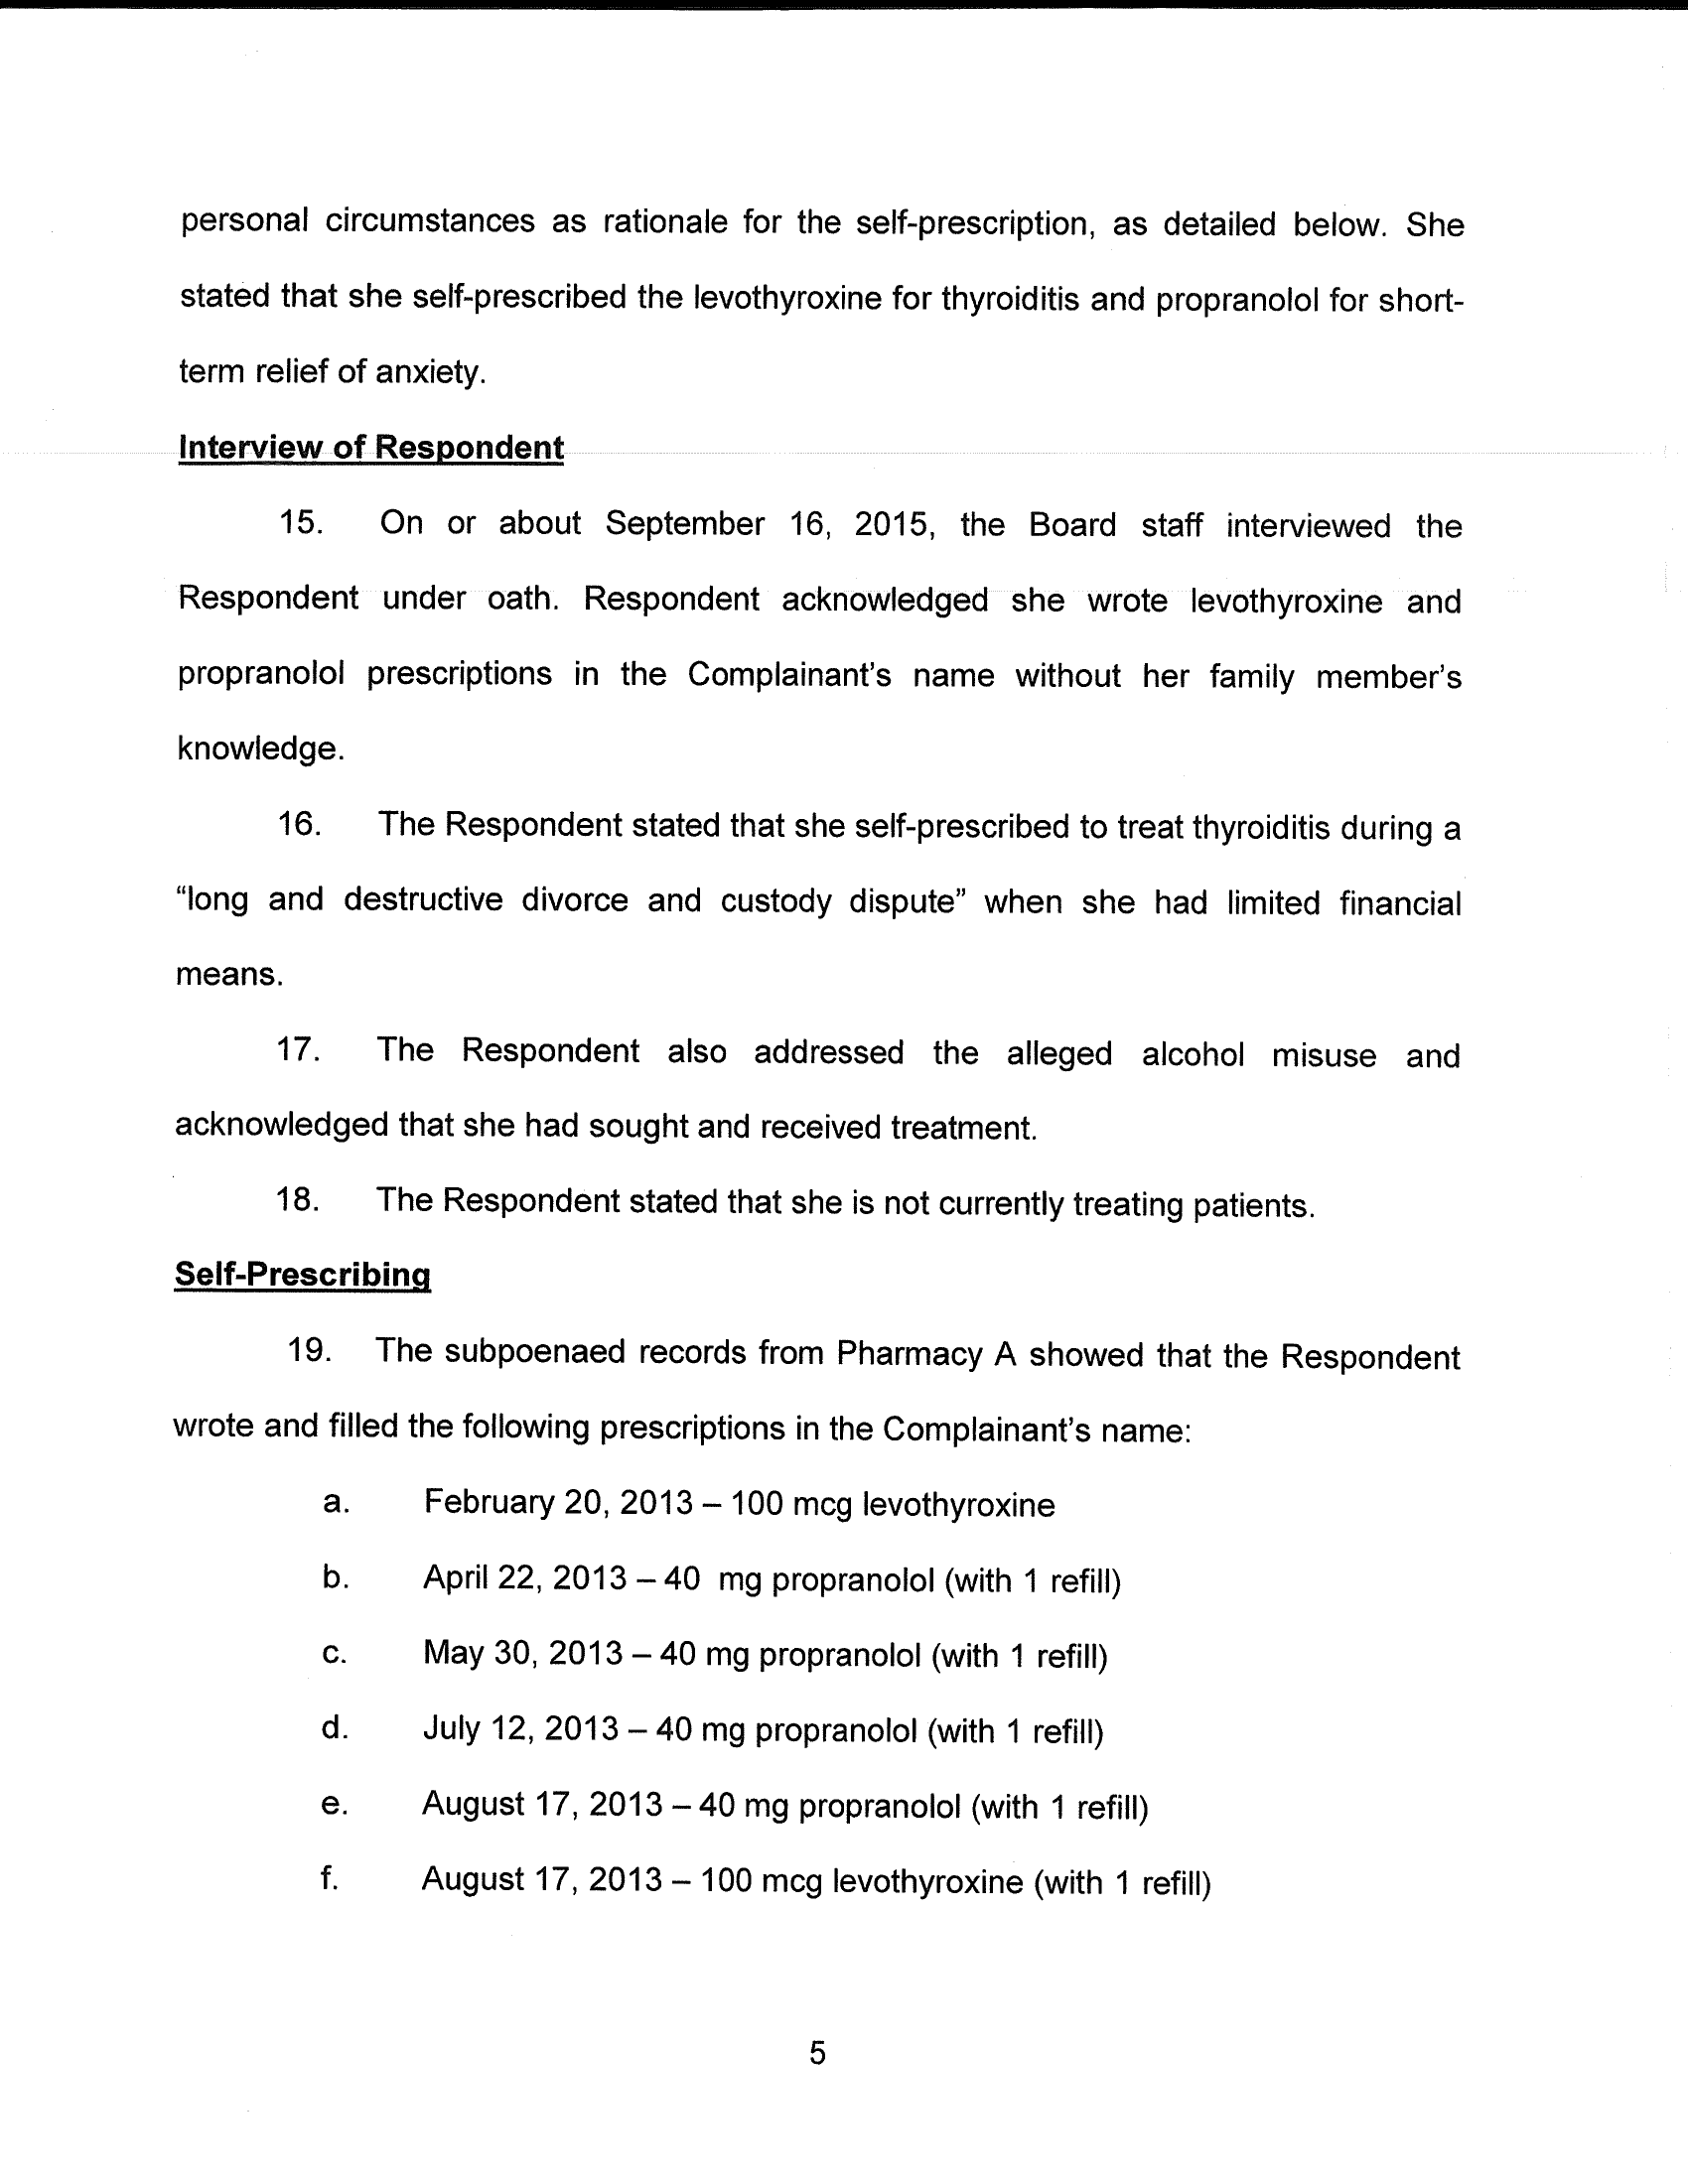 personal circumstances as rationale for the self-prescription, as detailed below. She
stated that she self-prescribed the levothyroxine for thyroiditis and propranolol for short-
term relief of anxiety.
Interview of Respondent
15. On or about September 16, 2015, the Board staff interviewed the
Respondent under oath. Respondent acknowledged she wrote levothyroxine and
propranolol prescriptions in the Complainant's name without her family member's
knowledge.
16. The Respondent stated that she self-prescribed to treat thyroiditis during a
“long and destructive divorce and custody dispute” when she had limited financial
means.
17. The Respondent also addressed the alleged alcohol misuse and
acknowledged that she had sought and received treatment.
18. The Respondent stated that she is not currently treating patients.
Self-Prescribing
19. The subpoenaed records from Pharmacy A showed that the Respondent
wrote and filled the following prescriptions in the Complainant's name:
a. February 20, 2013 – 100 mcg levothyroxine
b. April 22, 2013 – 40 mg propranolol (with 1 refill)
c. May 30, 2013 – 40 mg propranolol (with 1 refill)
d. July 12, 2013 – 40 mg propranolol (with 1 refill)
e. August 17, 2013 – 40 mg propranolol (with 1 refill)
f. August 17, 2013 – 100 mcg levothyroxine (with 1 refill)
5